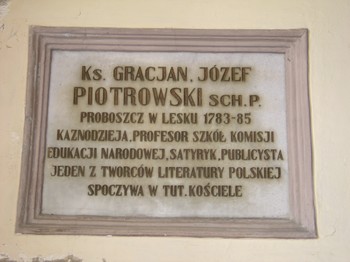 Ks. GRACJAN, JÓZEF
PIOTROWSKI SCH.P.
PROBOSZCZ W LESKU 1783-85
KAZNODZIEJA, PROFESOR SZKÓŁ KOMISJI
EDUKACJI NARODOWEJ, SATYRYK, PUBLICYSTA
JEDEN Z TWORCÓW LITERATURY POLSKIEJ
SPOCZYWA W TUT. KOŚCIELE